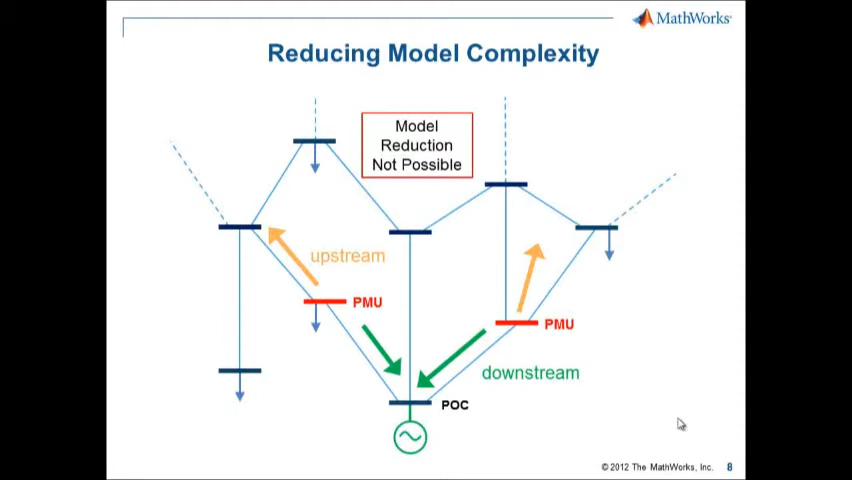 MathWorks®
Reducing Model Complexity
Model
Reduction
Not Possible
upstream
PMU
PMU
downstream
POC
© 2012 The MathWorks, Inc. 8